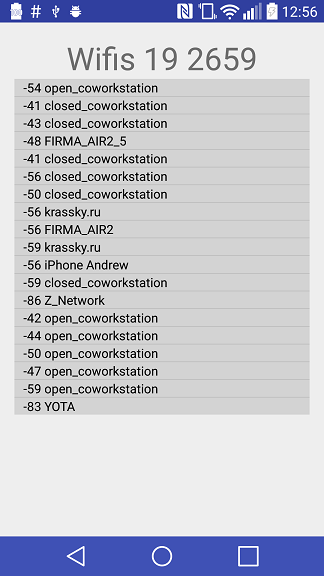 12:56
Wifis 19 2659
-54 open_coworkstation
-41 closed_coworkstation
-43 closed_coworkstation
-48 FIRMA_AIR2_5
-41 closed_coworkstation
-56 closed_coworkstation
-50 closed_coworkstation
-56 krassky.ru
-56 FIRMA_AIR2
-59 krassky.ru
-56 iPhone Andrew
-59 closed_coworkstation
-86 Z_Network
-42 open_coworkstation
-44 open_coworkstation
-50 open_coworkstation
-47 open_coworkstation
-59 open_coworkstation
-83 YOTA